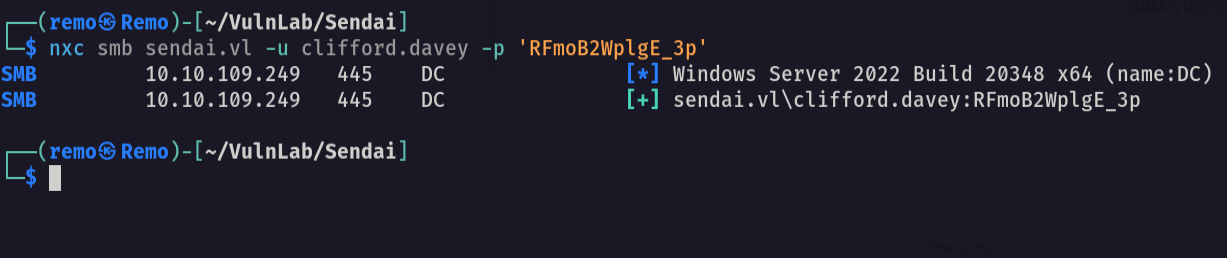 ┌──(remo㉿Remo)-[~/VulnLab/Sendai]
└─$ nxc smb sendai.vl -u clifford.davey -p 'RFmoB2WplgE_3p'
SMB 10.10.109.249 445 DC [*] Windows Server 2022 Build 20348 x64 (name:DC)
SMB 10.10.109.249 445 DC [+] sendai.vl\clifford.davey:RFmoB2WplgE_3p
┌──(remo㉿Remo)-[~/VulnLab/Sendai]
└─$